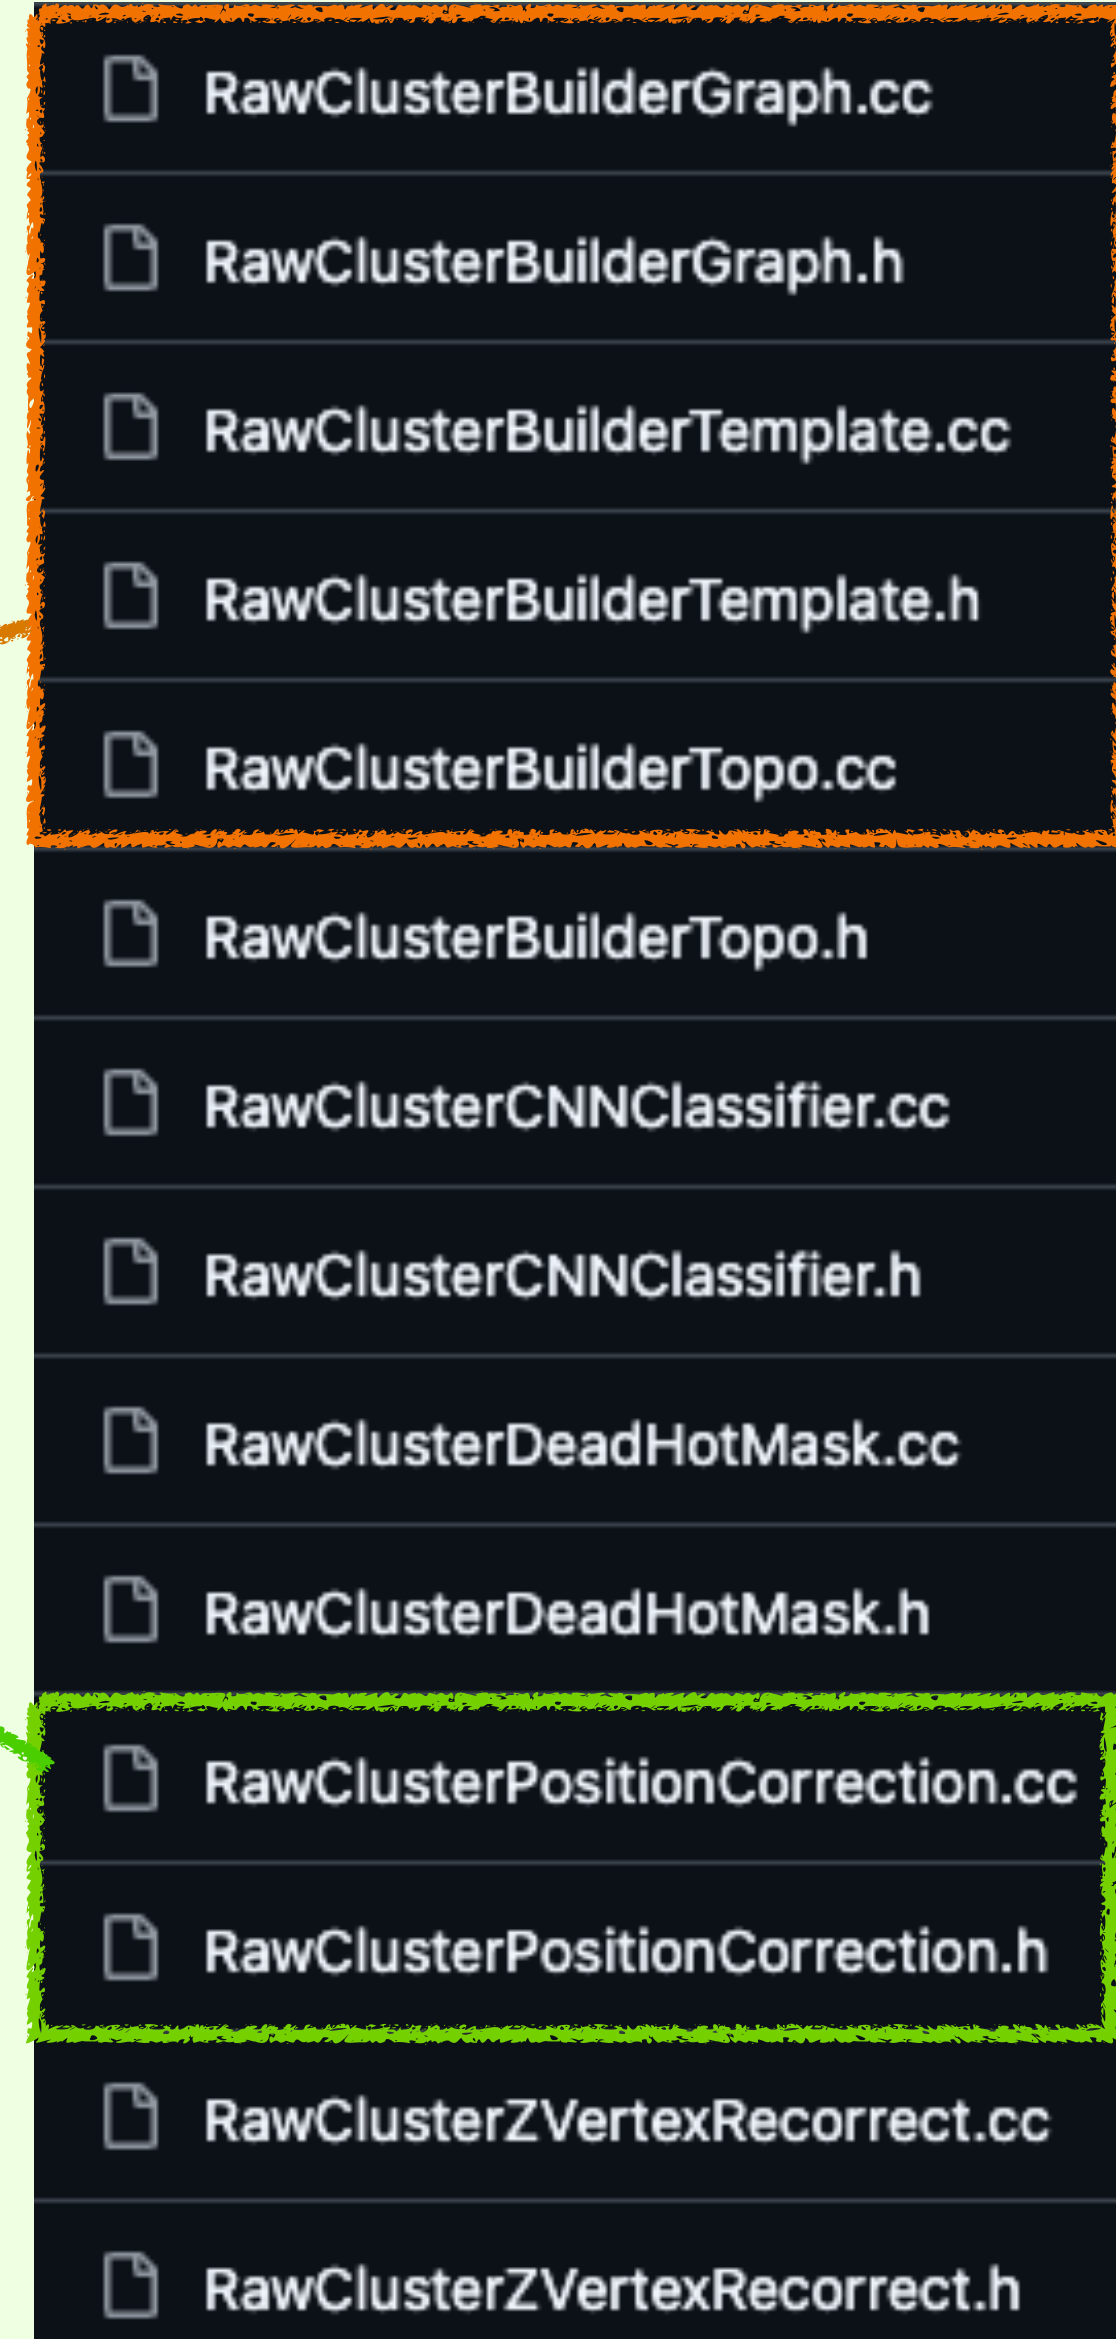 RawClusterBuilderGraph.cc
RawClusterBuilderGraph.h
RawClusterBuilderTemplate.cc
RawClusterBuilderTemplate.h
RawClusterBuilderTopo.cc
RawClusterBuilderTopo.h
RawClusterCNNClassifier.cc
RawClusterCNNClassifier.h
RawClusterDeadHotMask.cc
RawClusterDeadHotMask.h
RawClusterPositionCorrection.cc
RawClusterPositionCorrection.h
RawClusterZVertexRecorrect.cc
RawClusterZVertexRecorrect.h